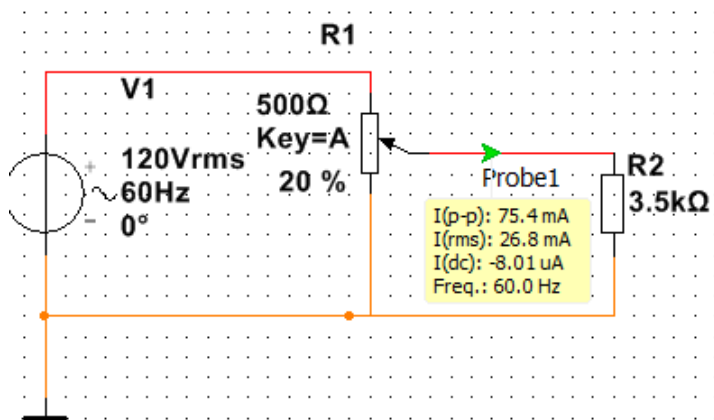 R1
V1
500Ω
Key=A
20 %
120Vrms
60Hz
0°
Probe1
I(p-p): 75.4 mA
I(rms): 26.8 mA
I(dc): -8.01 uA
Freq.: 60.0 Hz
R2
3.5kΩ